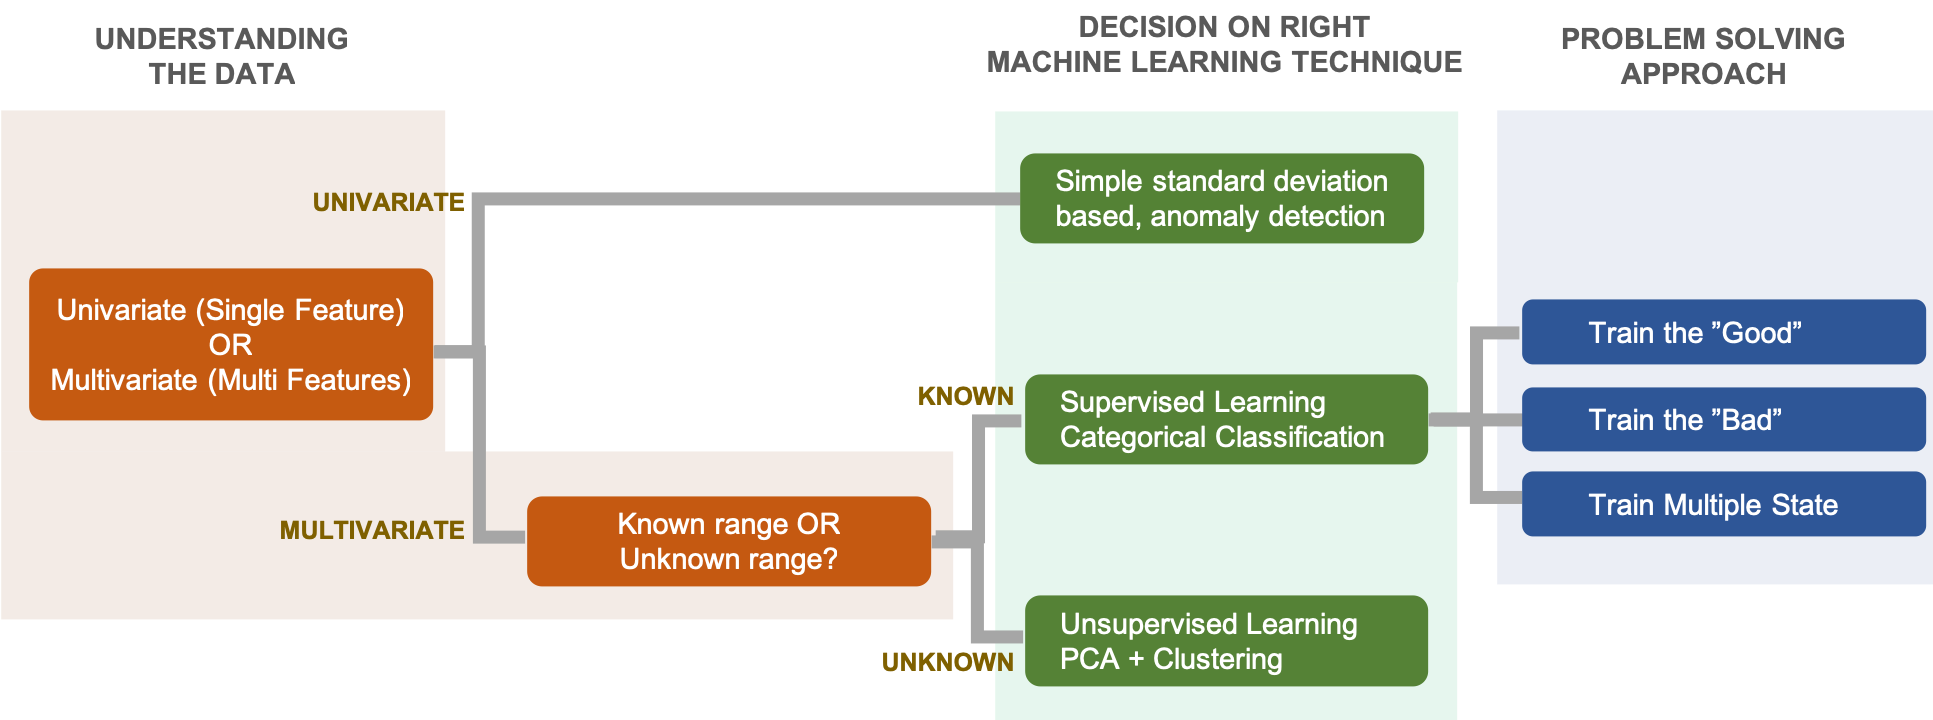 UNDERSTANDING
THE DATA
DECISION ON RIGHT
MACHINE LEARNING TECHNIQUE
PROBLEM SOLVING
APPROACH
UNIVARIATE
Simple standard deviation
based, anomaly detection
Univariate (Single Feature)
OR
Multivariate (Multi Features)
MULTIVARIATE
Known range OR
Unknown range?
KNOWN
Supervised Learning
Categorical Classification
UNKNOWN
Unsupervised Learning
PCA + Clustering
Train the ”Good”
Train the ”Bad”
Train Multiple State